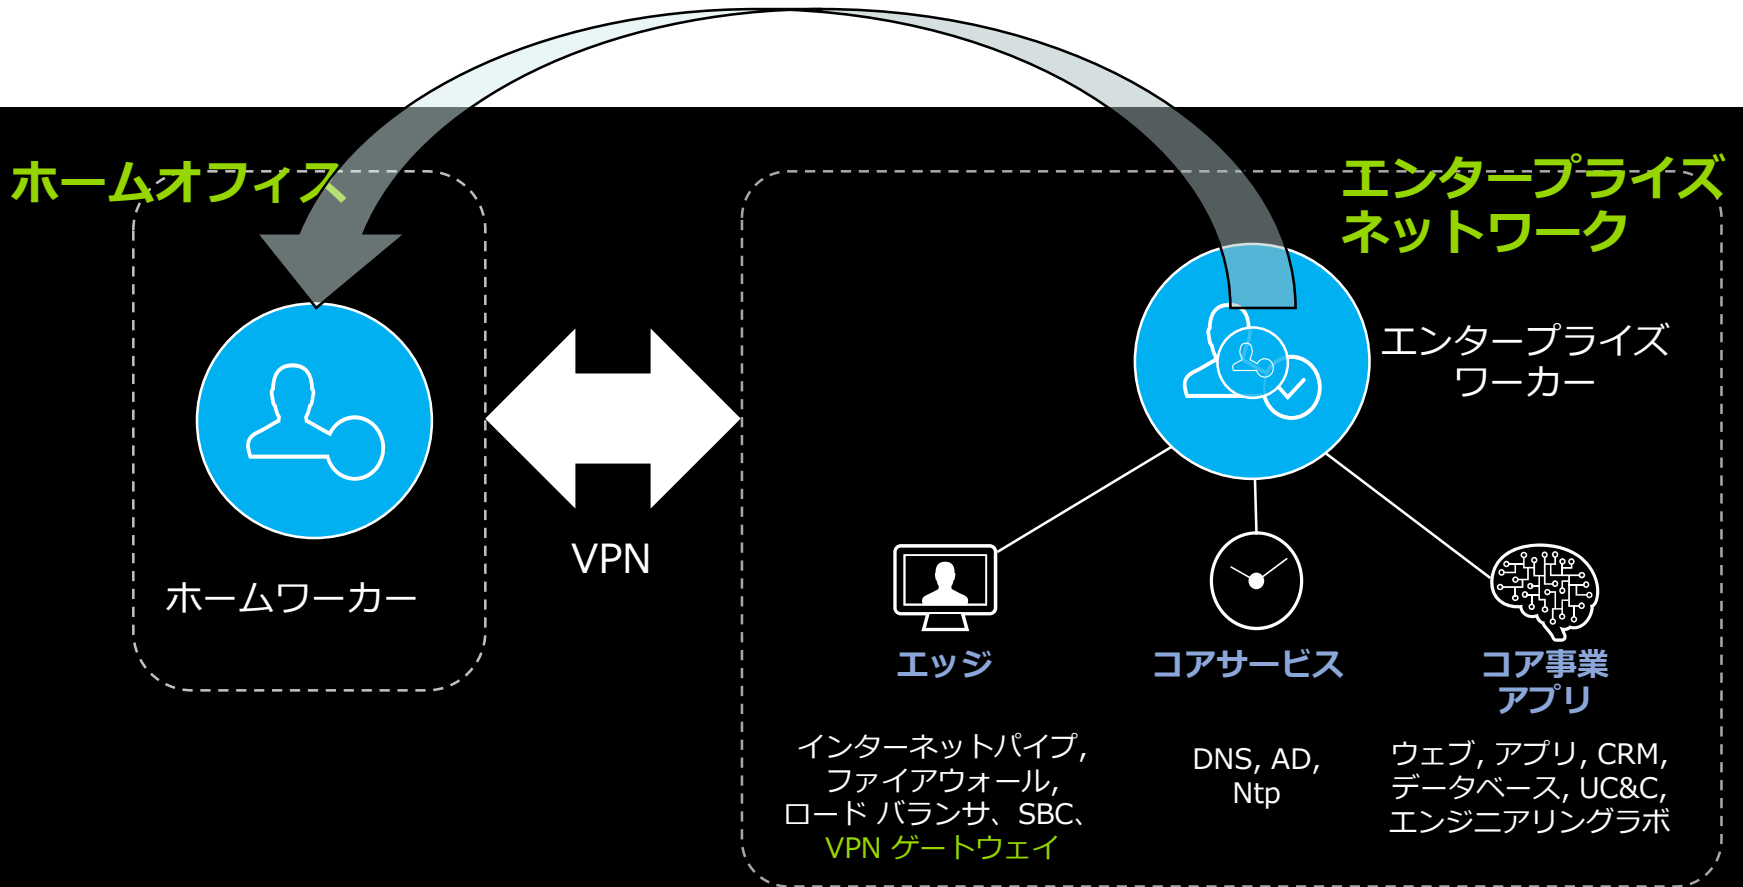 ホームオフィス
ホームワーカー
VPN
エンタープライズ
ネットワーク
エンタープライズ
ワーカー
エッジ
インターネットパイプ,
ファイアウォール,
ロード バランサ、SBC、
VPN ゲートウェイ
コアサービス
DNS, AD,
Ntp
コア事業
アプリ
ウェブ, アプリ, CRM,
データベース, UC&C,
エンジニアリングラボ